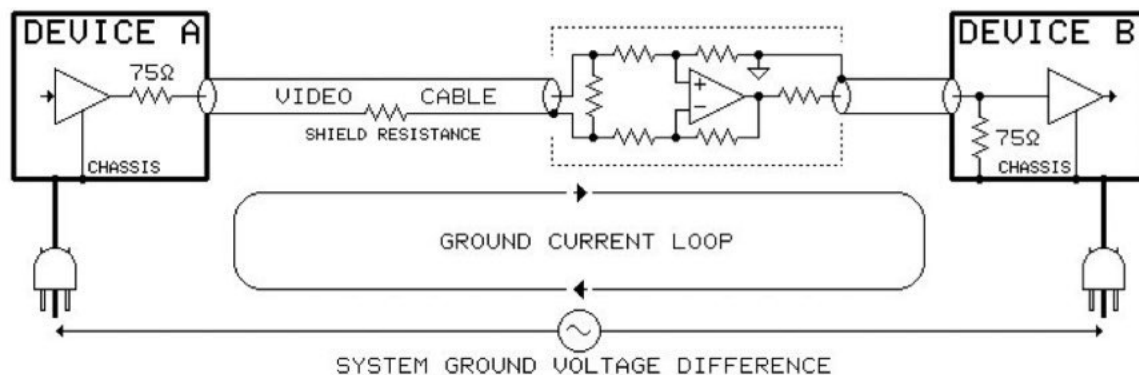 DEVICE A
75Ω
CHASSIS
VIDEO CABLE
SHIELD RESISTANCE
+
−
DEVICE B
75Ω
CHASSIS
GROUND CURRENT LOOP
SYSTEM GROUND VOLTAGE DIFFERENCE